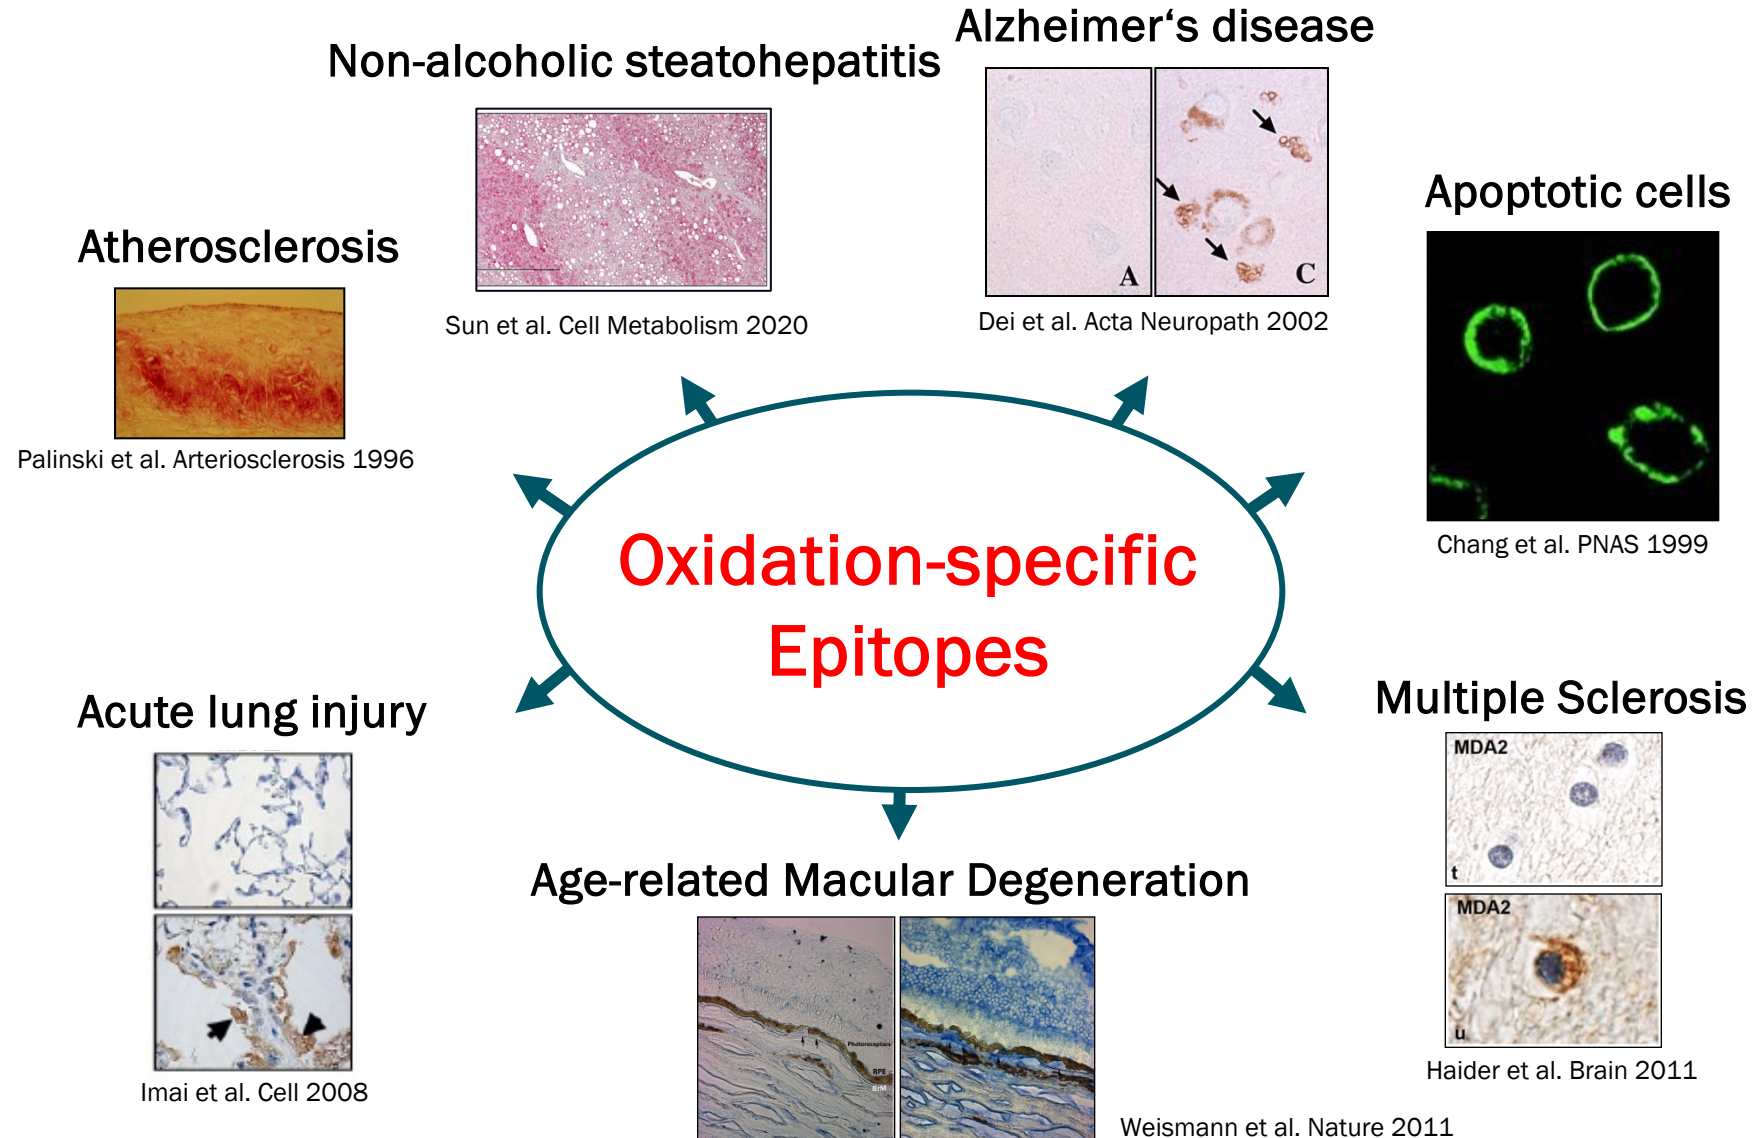 Alzheimer‘s disease
Non-alcoholic steatohepatitis
Apoptotic cells
Atherosclerosis
A
C
Sun et al. Cell Metabolism 2020
Dei et al. Acta Neuropath 2002
Palinski et al. Arteriosclerosis 1996
Chang et al. PNAS 1999
Oxidation-specific
Epitopes
Acute lung injury
Multiple Sclerosis
MDA2
t
MDA2
u
Age-related Macular Degeneration
Photoreceptors
RPE
BrM
Imai et al. Cell 2008
Haider et al. Brain 2011
Weismann et al. Nature 2011